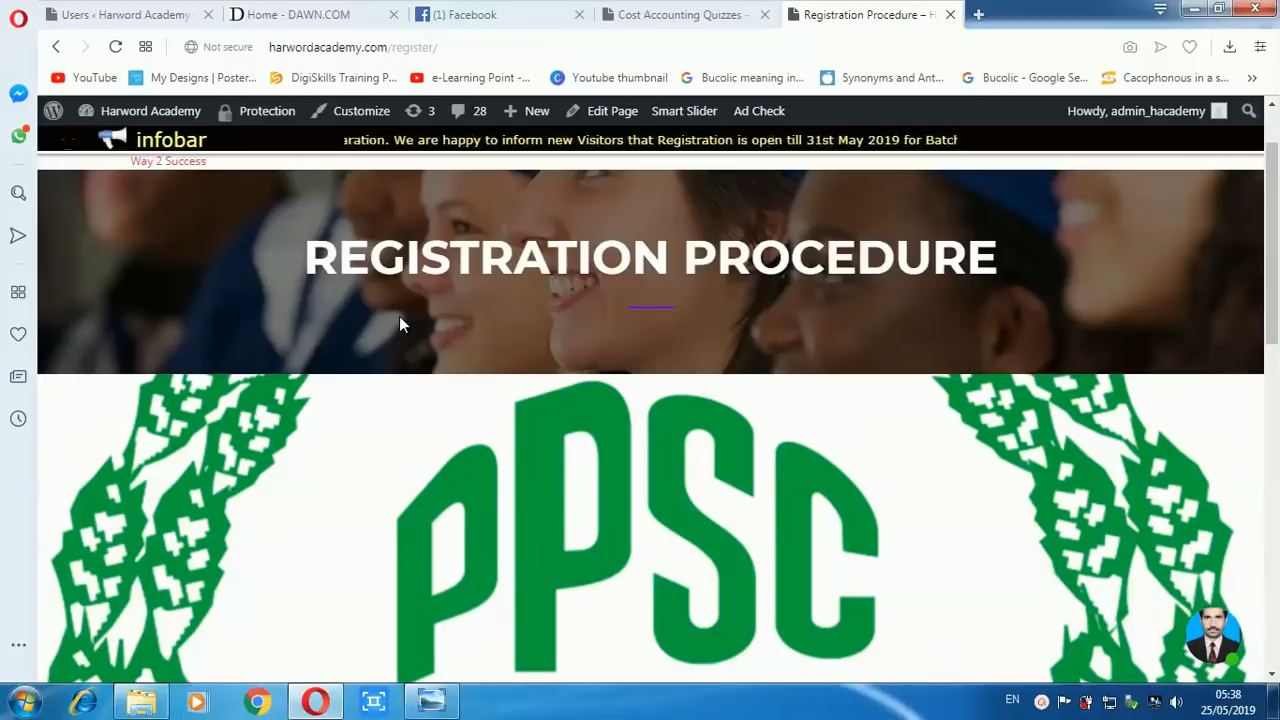 Users ‹ Harword Academy
Home - DAWN.COM
(1) Facebook
Cost Accounting Quizzes –
Registration Procedure – H
Not secure
harwordacademy.com/register/
YouTube
My Designs | Poster...
DigiSkills Training P...
e-Learning Point -...
Youtube thumbnail
Bucolic meaning in...
Synonyms and Ant...
Bucolic - Google Se...
Cacophonous in a s...
Harword Academy
Protection
Customize
3
28
New
Edit Page
Smart Slider
Ad Check
Howdy, admin_hacademy
infobar
aration. We are happy to inform new Visitors that Registration is open till 31st May 2019 for Batch
Way 2 Success
REGISTRATION PROCEDURE
PPSC
EN
05:38
25/05/2019